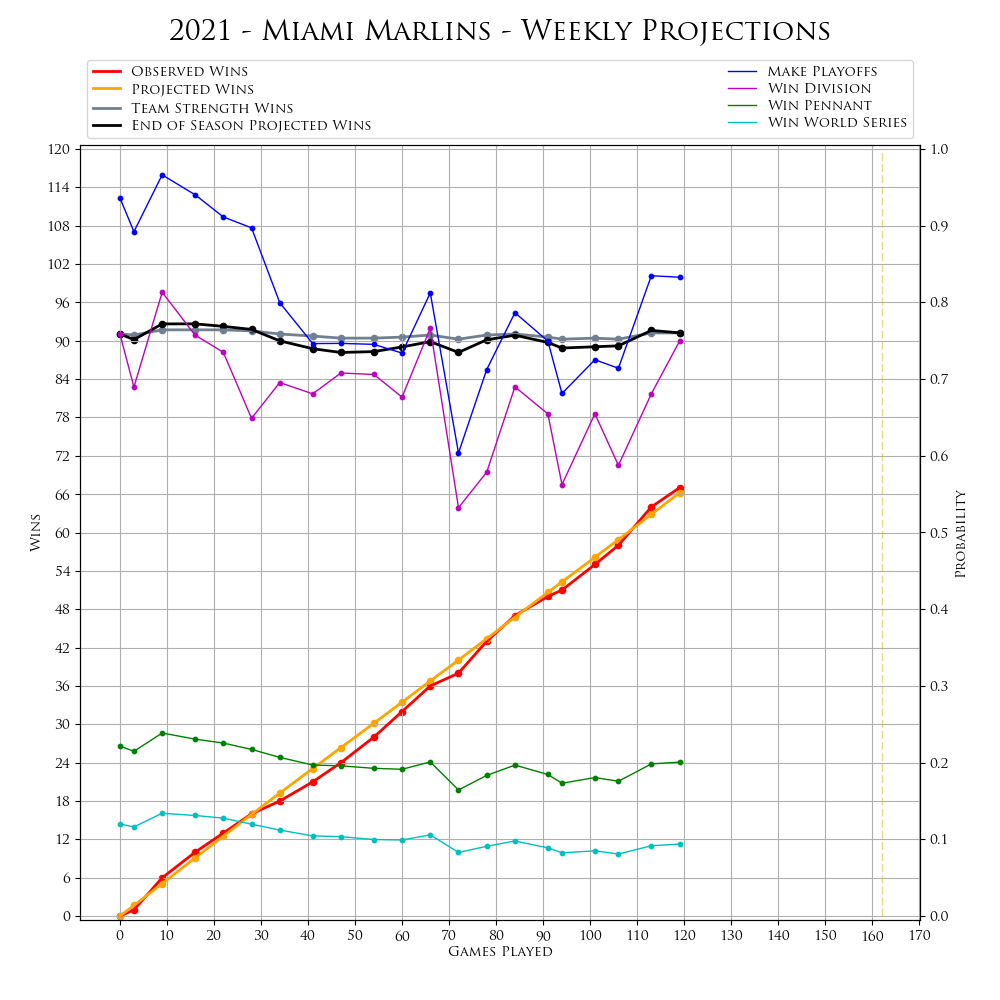 2021 - Miami Marlins - Weekly Projections
Observed Wins
Projected Wins
Team Strength Wins
End of Season Projected Wins
Make Playoffs
Win Division
Win Pennant
Win World Series
120
114
108
102
96
90
84
78
72
66
60
54
48
42
36
30
24
18
12
6
0
Wins
1.0
0.9
0.8
0.7
0.6
0.5
0.4
0.3
0.2
0.1
0.0
Probability
0 10 20 30 40 50 60 70 80 90 100 110 120 130 140 150 160 170
Games Played